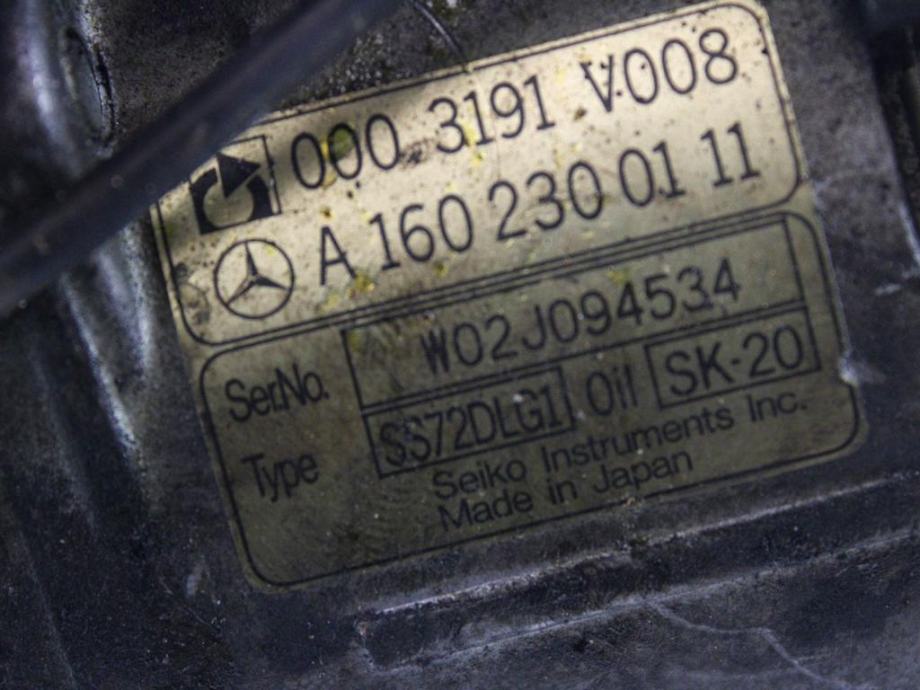 000 3191 V008
A 160 230 01 11
Ser.No. W02J094534
Type SS72DLG1 Oil SK-20
Seiko Instruments Inc.
Made in Japan